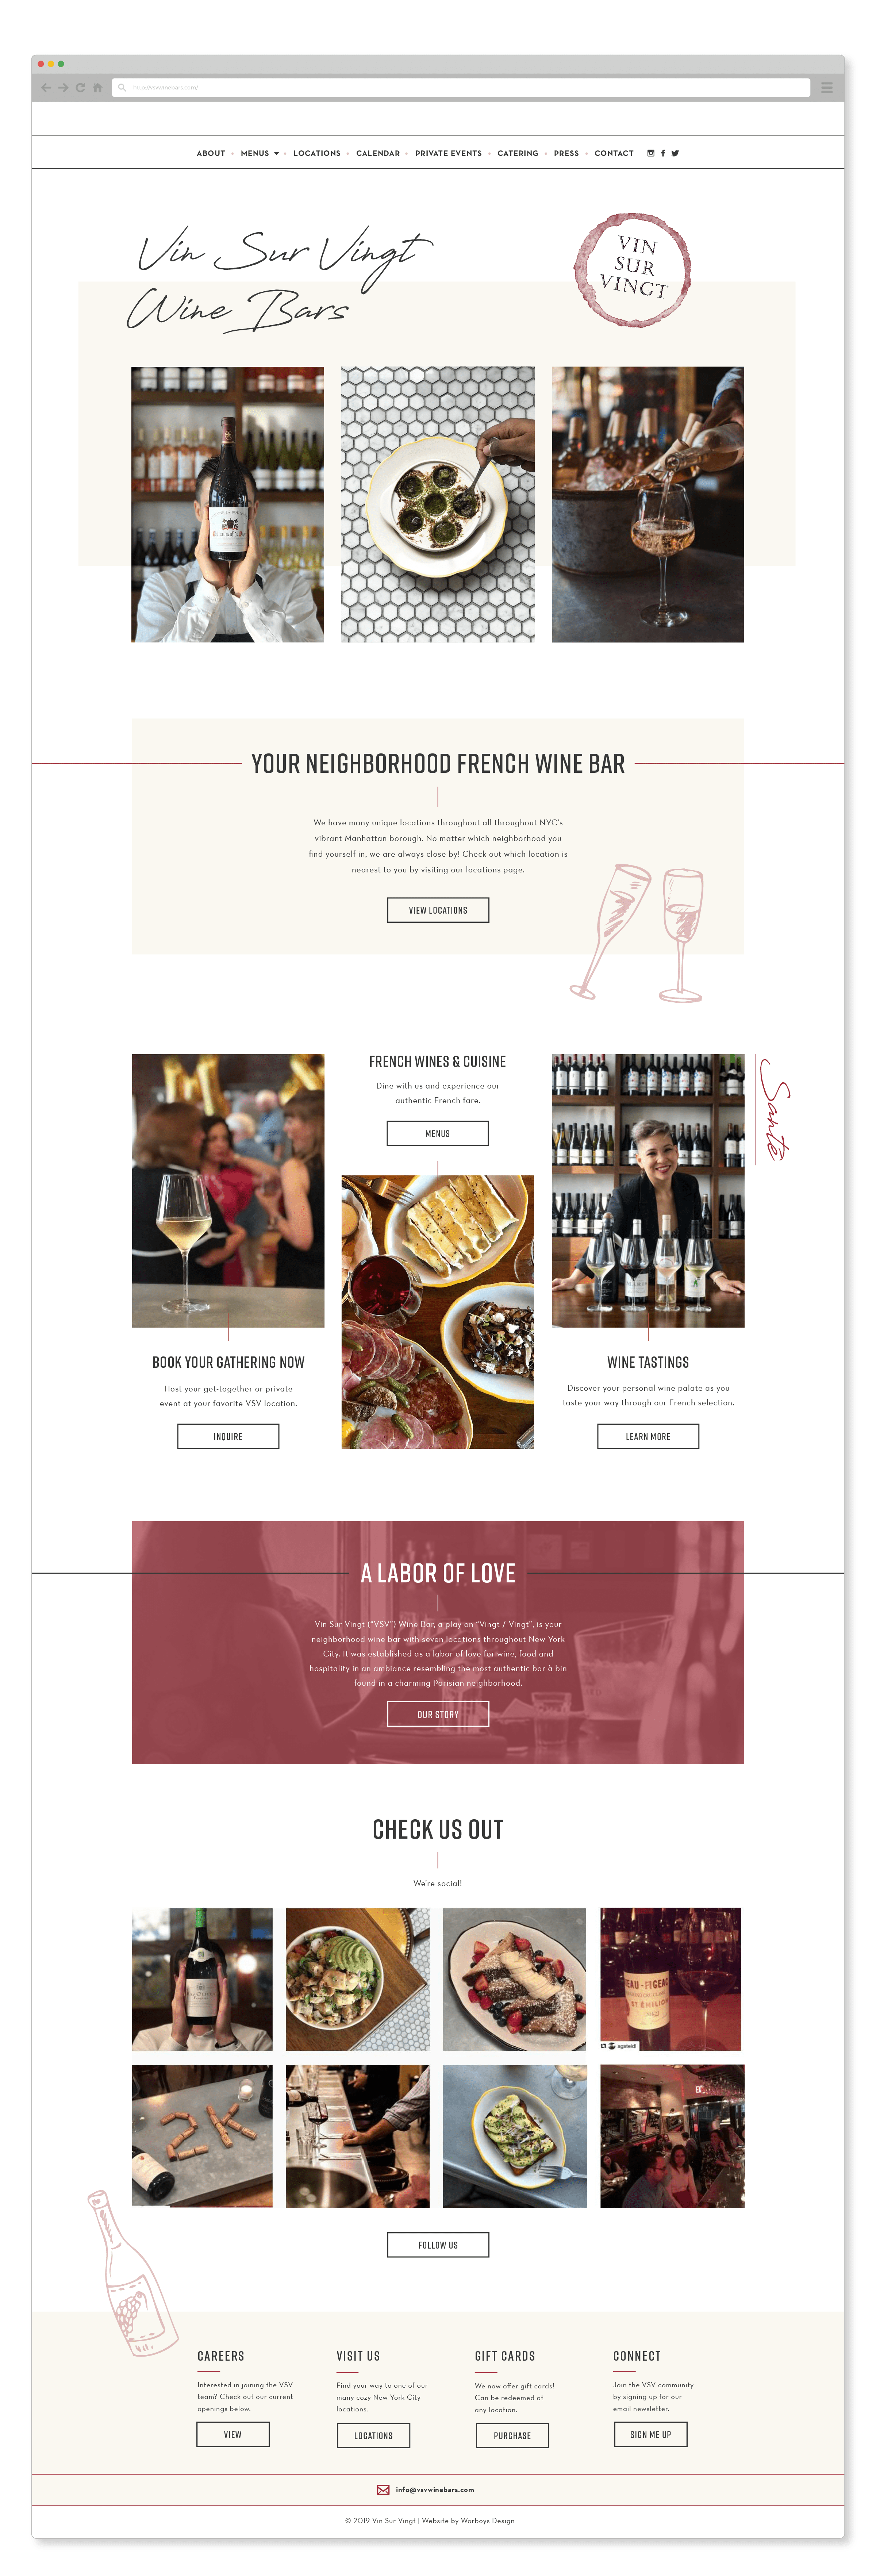 http://vsvwinebars.com/
ABOUT • MENUS • LOCATIONS • CALENDAR • PRIVATE EVENTS • CATERING • PRESS • CONTACT
Vin Sur Vingt
Wine Bars
VIN
SUR
VINGT
YOUR NEIGHBORHOOD FRENCH WINE BAR
We have many unique locations throughout all throughout NYC's
vibrant Manhattan borough. No matter which neighborhood you
find yourself in, we are always close by! Check out which location is
nearest to you by visiting our locations page.
VIEW LOCATIONS
FRENCH WINES & CUISINE
Dine with us and experience our
authentic French fare.
MENUS
Santé
BOOK YOUR GATHERING NOW
Host your get-together or private
event at your favorite VSV location.
INQUIRE
WINE TASTINGS
Discover your personal wine palate as you
taste your way through our French selection.
LEARN MORE
A LABOR OF LOVE
Vin Sur Vingt ("VSV") Wine Bar, a play on "Vingt / Vingt", is your
neighborhood wine bar with seven locations throughout New York
City. It was established as a labor of love for wine, food and
hospitality in an ambiance resembling the most authentic bar à bin
found in a charming Parisian neighborhood.
OUR STORY
CHECK US OUT
We're social!
EAU-FIGEAC
ST ÉMILION
2K
FOLLOW US
CAREERS
Interested in joining the VSV
team? Check out our current
openings below.
VIEW
VISIT US
Find your way to one of our
many cozy New York City
locations.
LOCATIONS
GIFT CARDS
We now offer gift cards!
Can be redeemed at
any location.
PURCHASE
CONNECT
Join the VSV community
by signing up for our
email newsletter.
SIGN ME UP
info@vsvwinebars.com
© 2019 Vin Sur Vingt | Website by Worboys Design